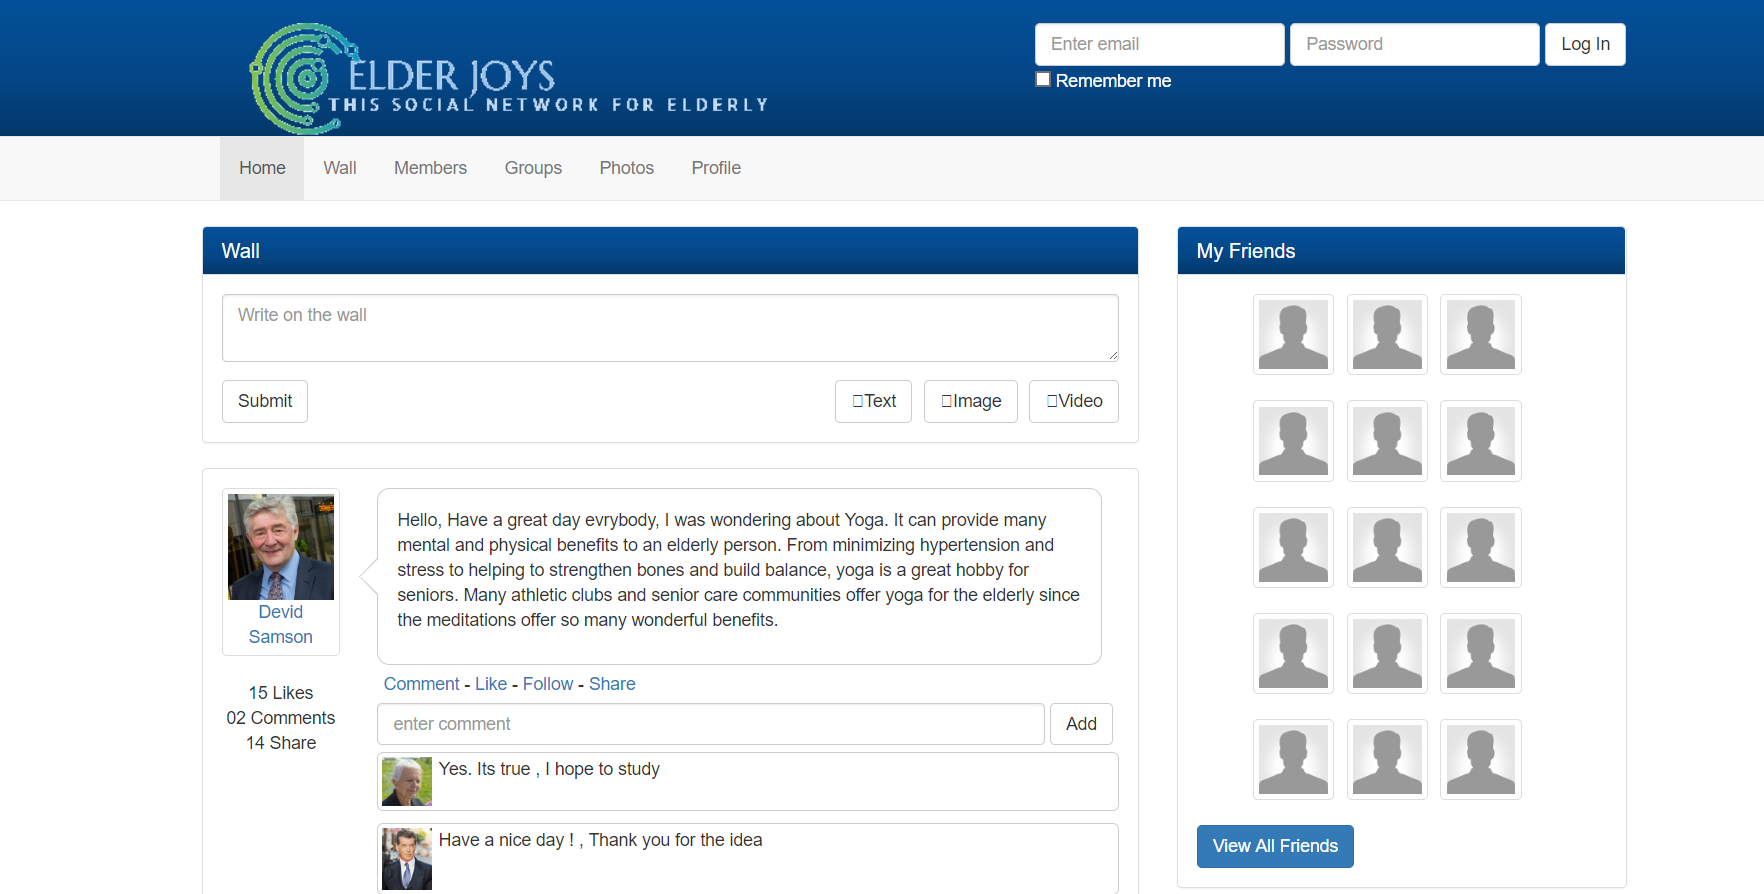 ELDER JOYS
THIS SOCIAL NETWORK FOR ELDERLY
Enter email
Password
Log In
Remember me
Home
Wall
Members
Groups
Photos
Profile
Wall
Write on the wall
Submit
Text
Image
Video
Devid
Samson
15 Likes
02 Comments
14 Share
Hello, Have a great day evrybody, I was wondering about Yoga. It can provide many
mental and physical benefits to an elderly person. From minimizing hypertension and
stress to helping to strengthen bones and build balance, yoga is a great hobby for
seniors. Many athletic clubs and senior care communities offer yoga for the elderly since
the meditations offer so many wonderful benefits.
Comment - Like - Follow - Share
enter comment
Add
Yes. Its true , I hope to study
Have a nice day ! , Thank you for the idea
My Friends
View All Friends